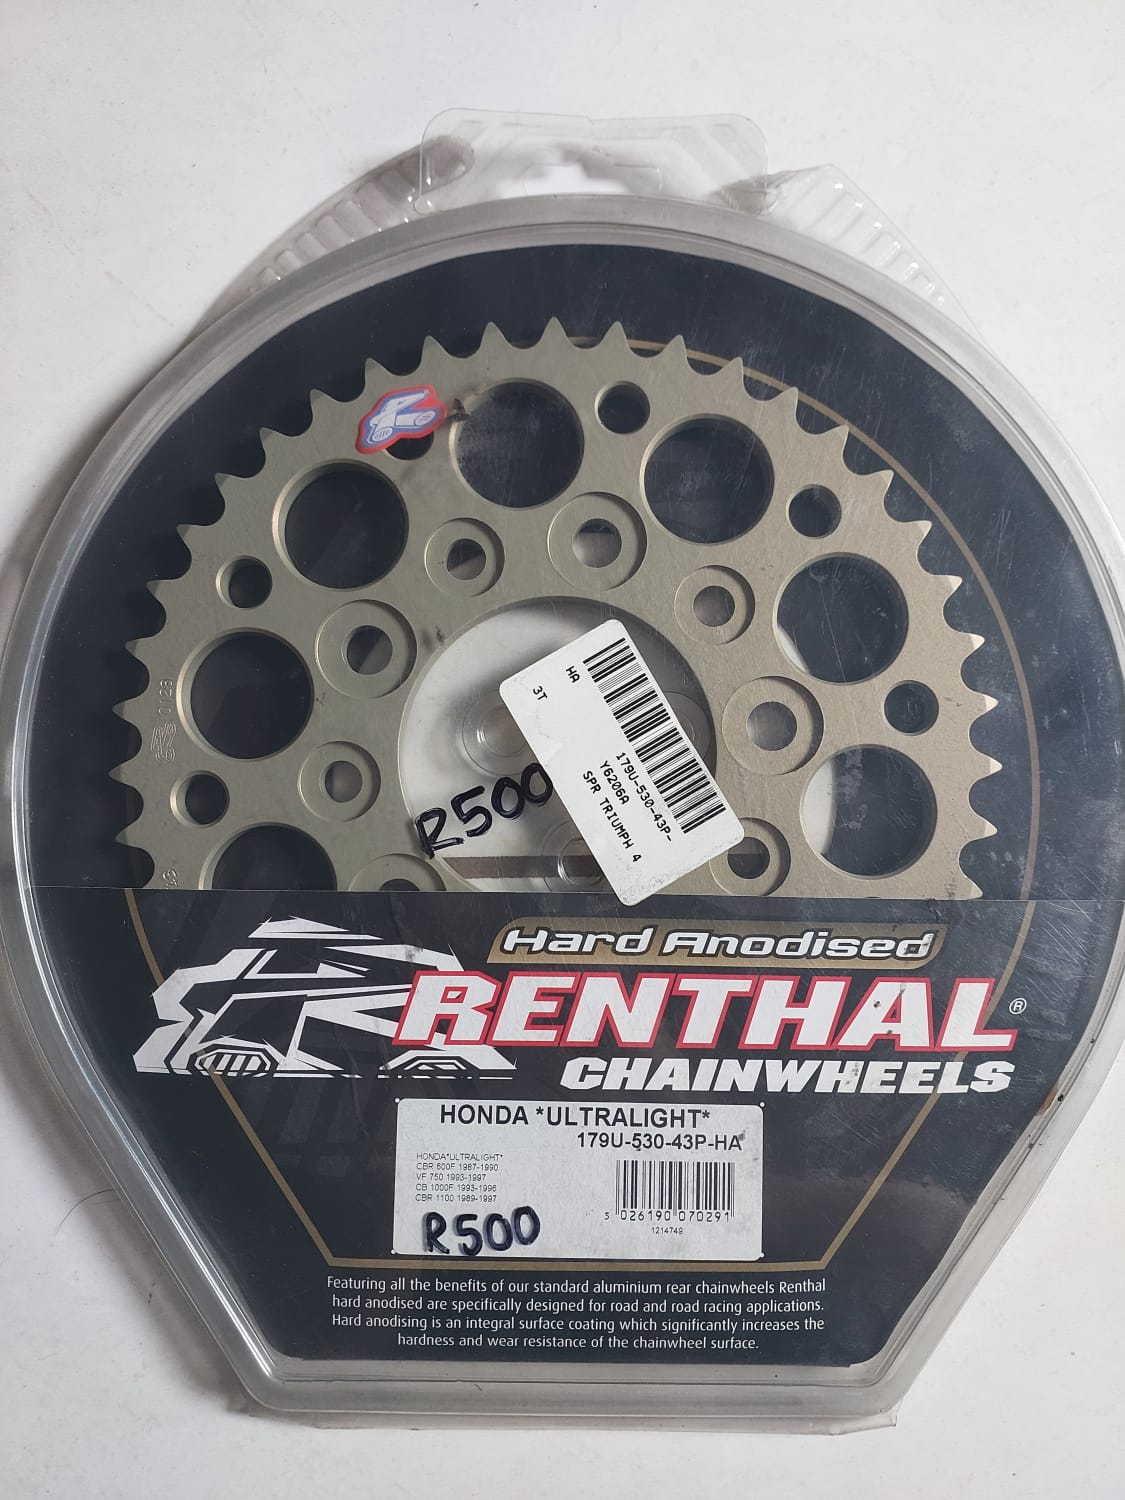 HA
3T
179U-530-43P-
Y6206A
SPR TRIUMPH 4
R500
0128
Hard Anodised
RENTHAL®
CHAINWHEELS
HONDA *ULTRALIGHT*
179U-530-43P-HA
HONDA*ULTRALIGHT*
CBR 600F 1987-1990
VF 750 1993-1997
CB 1000F 1993-1996
CBR 1100 1989-1997
5 026190 070291
1214749
R500
Featuring all the benefits of our standard aluminium rear chainwheels Renthal
hard anodised are specifically designed for road and road racing applications.
Hard anodising is an integral surface coating which significantly increases the
hardness and wear resistance of the chainwheel surface.